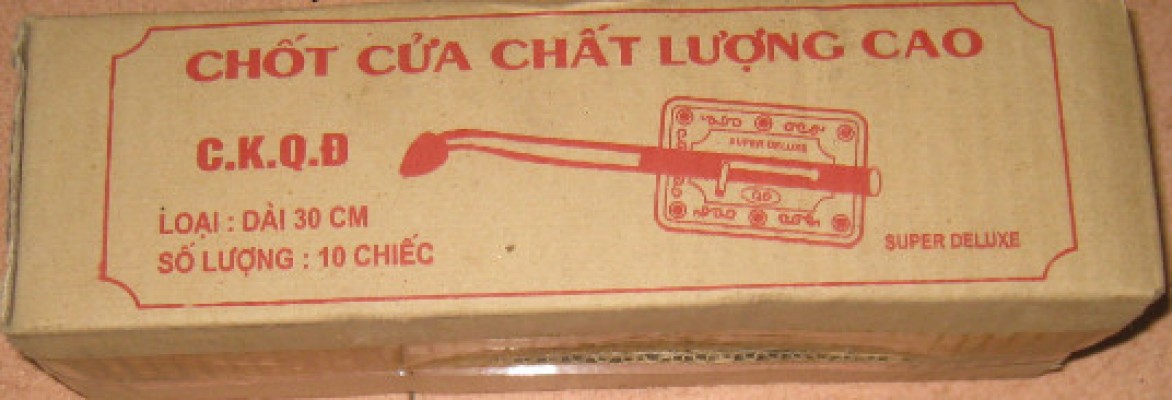 CHỐT CỬA CHẤT LƯỢNG CAO
C.K.Q.Đ
SUPER DELUXE
LOẠI : DÀI 30 CM
SỐ LƯỢNG : 10 CHIẾC
SUPER DELUXE